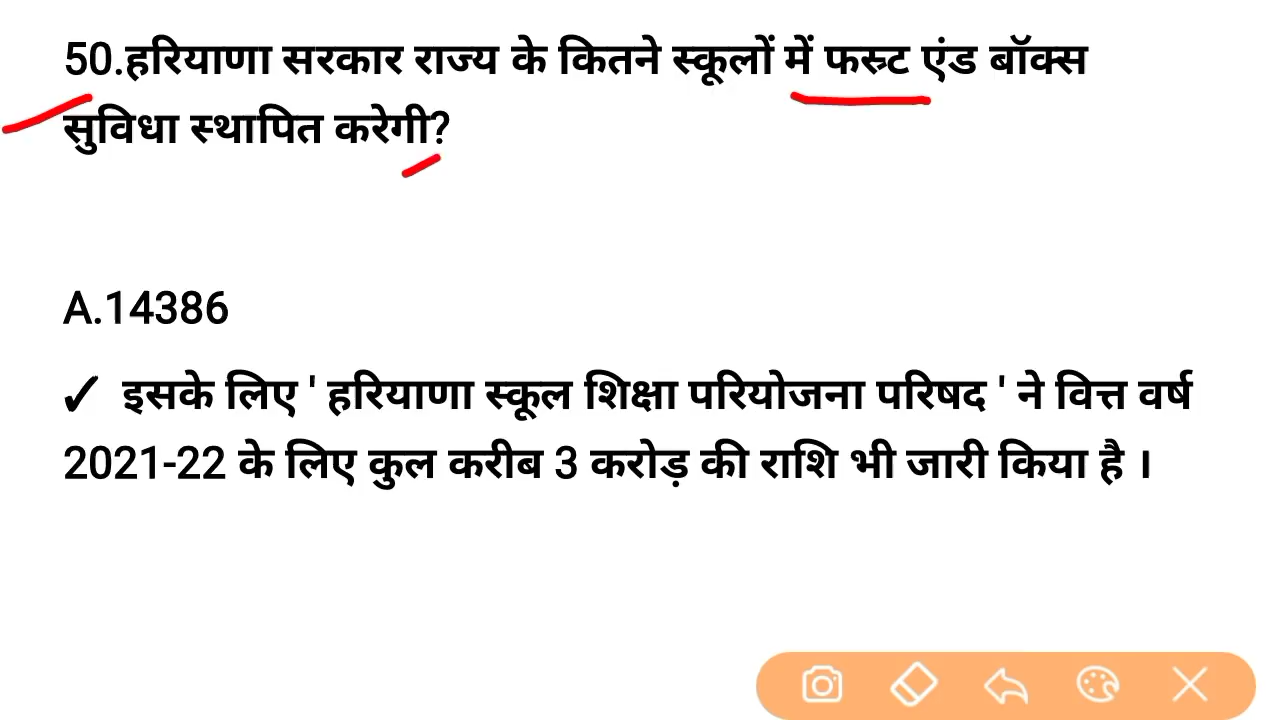 50.हरियाणा सरकार राज्य के कितने स्कूलों में फस्र्ट एंड बॉक्स
सुविधा स्थापित करेगी?
A.14386
✓ इसके लिए ' हरियाणा स्कूल शिक्षा परियोजना परिषद ' ने वित्त वर्ष
2021-22 के लिए कुल करीब 3 करोड़ की राशि भी जारी किया है ।